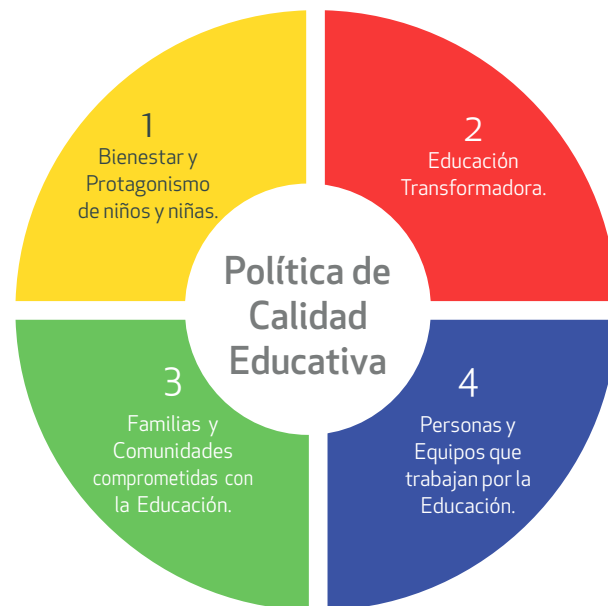 1
Bienestar y
Protagonismo
de niños y niñas.
2
Educación
Transformadora.
Política de
Calidad
Educativa
3
Familias y
Comunidades
comprometidas con
la Educación.
4
Personas y
Equipos que
trabajan por la
Educación.